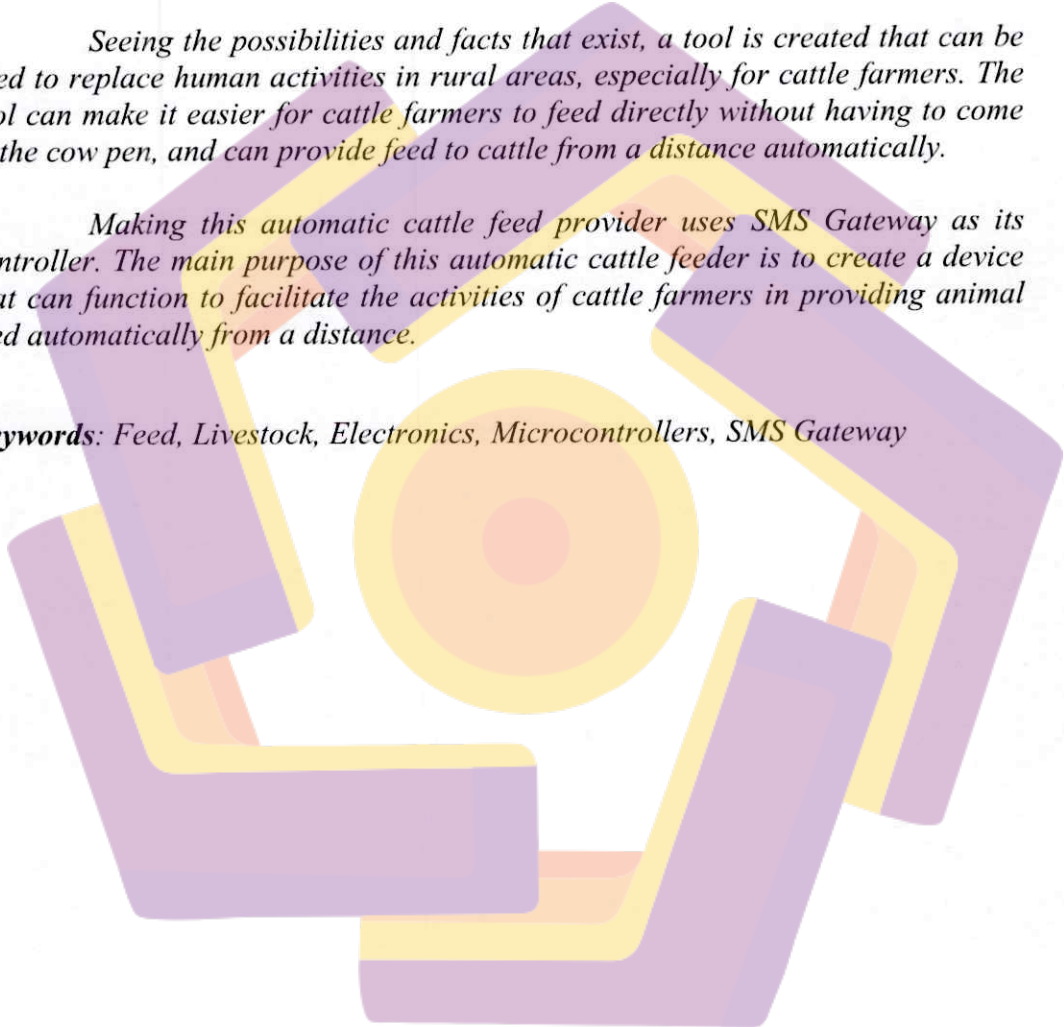 Seeing the possibilities and facts that exist, a tool is created that can be
ed to replace human activities in rural areas, especially for cattle farmers. The
ol can make it easier for cattle farmers to feed directly without having to come
the cow pen, and can provide feed to cattle from a distance automatically.
Making this automatic cattle feed provider uses SMS Gateway as its
ntroller. The main purpose of this automatic cattle feeder is to create a device
at can function to facilitate the activities of cattle farmers in providing animal
ed automatically from a distance.
ywords: Feed, Livestock, Electronics, Microcontrollers, SMS Gateway